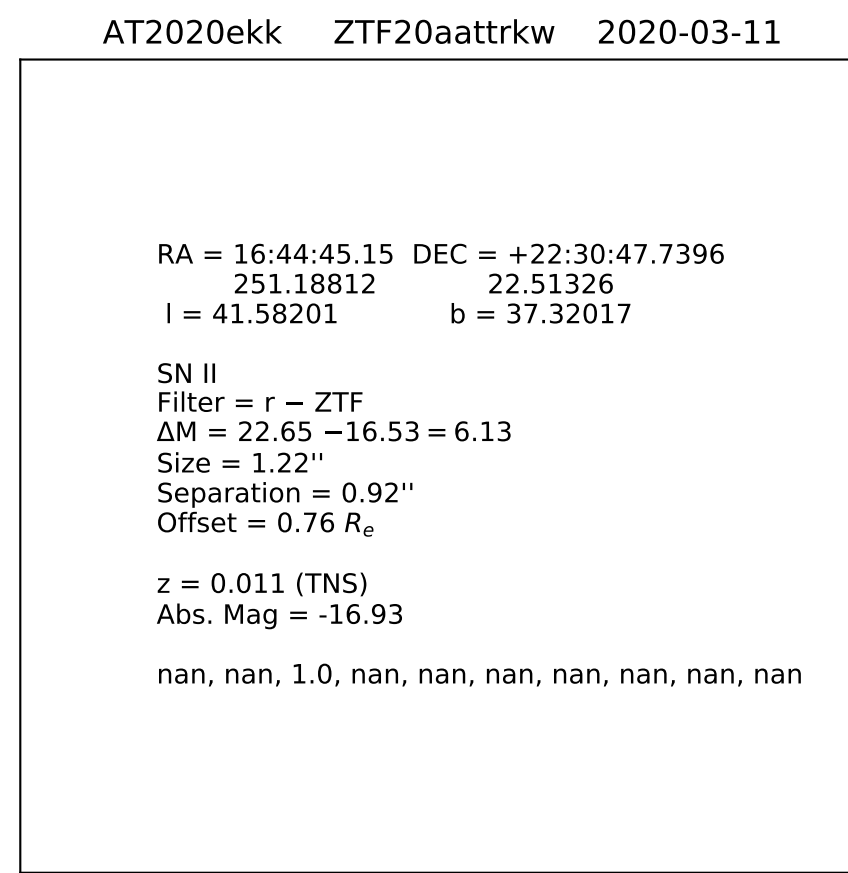 AT2020ekk ZTF20aattrkw 2020-03-11
RA = 16:44:45.15 DEC = +22:30:47.7396
251.18812 22.51326
l = 41.58201 b = 37.32017
SN II
Filter = r − ZTF
ΔM = 22.65 −16.53 = 6.13
Size = 1.22''
Separation = 0.92''
Offset = 0.76 Re
z = 0.011 (TNS)
Abs. Mag = -16.93
nan, nan, 1.0, nan, nan, nan, nan, nan, nan, nan